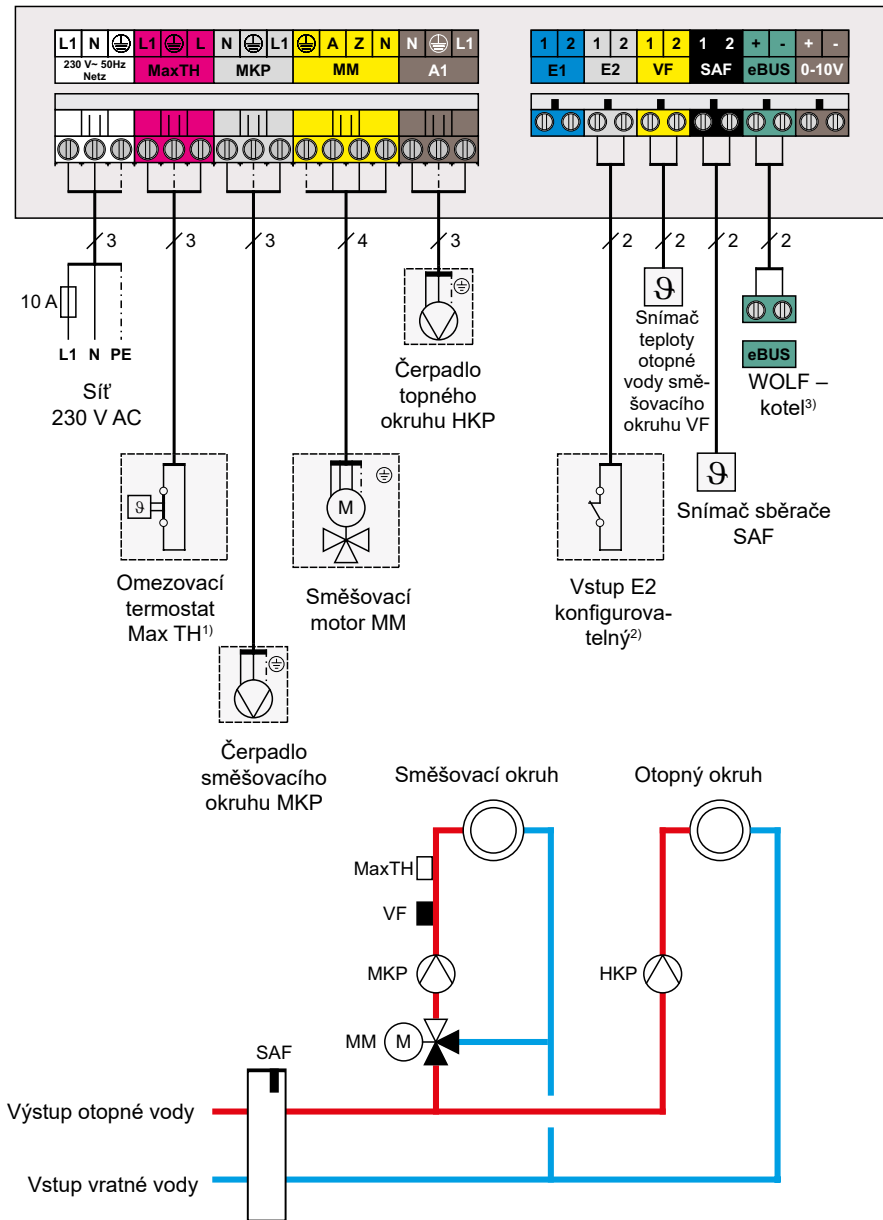 L1 N L1 L N L1 A Z N N L1
230 V~ 50Hz
Netz
MaxTH MKP MM A1
1 2 1 2 1 2 1 2 + - + -
E1 E2 VF SAF eBUS 0-10V
3 3 3 4 3 2 2 2 2
10 A
L1 N PE
Síť
230 V AC
Omezovací
termostat
Max TH1)
Čerpadlo
směšovacího
okruhu MKP
M
Směšovací
motor MM
Čerpadlo
topného
okruhu HKP
Vstup E2
konfigurova-
telný2)
ϑ
Snímač
teploty
otopné
vody smě-
šovacího
okruhu VF
ϑ
Snímač sběrače
SAF
eBUS
WOLF –
kotel3)
ϑ
Směšovací okruh
Otopný okruh
MaxTH
VF
MKP
HKP
MM M
SAF
Výstup otopné vody
Vstup vratné vody